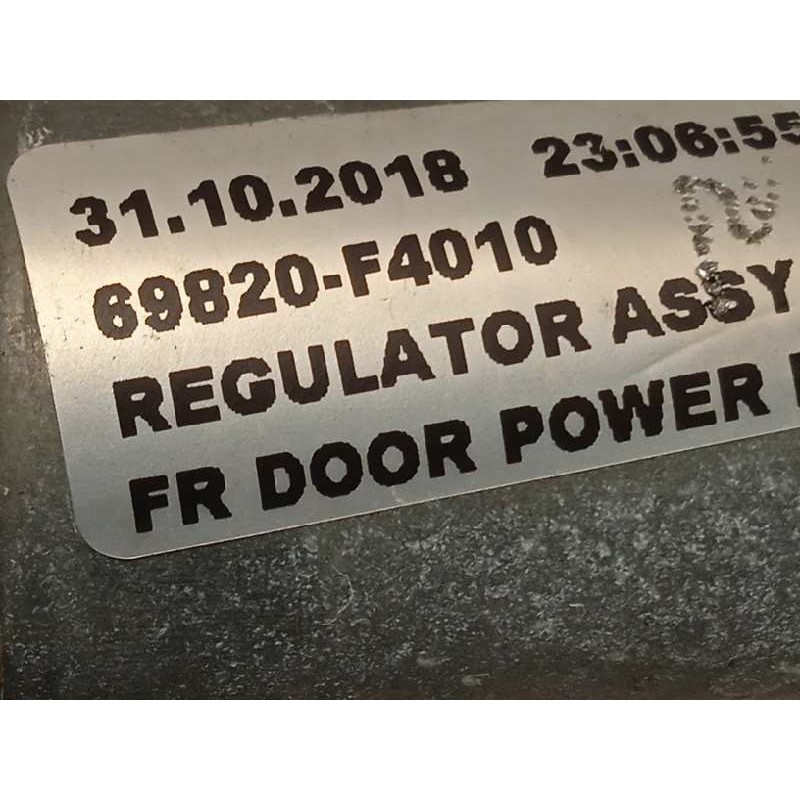 31.10.2018 23:06:55
69820-F4010
REGULATOR ASSY
FR DOOR POWER